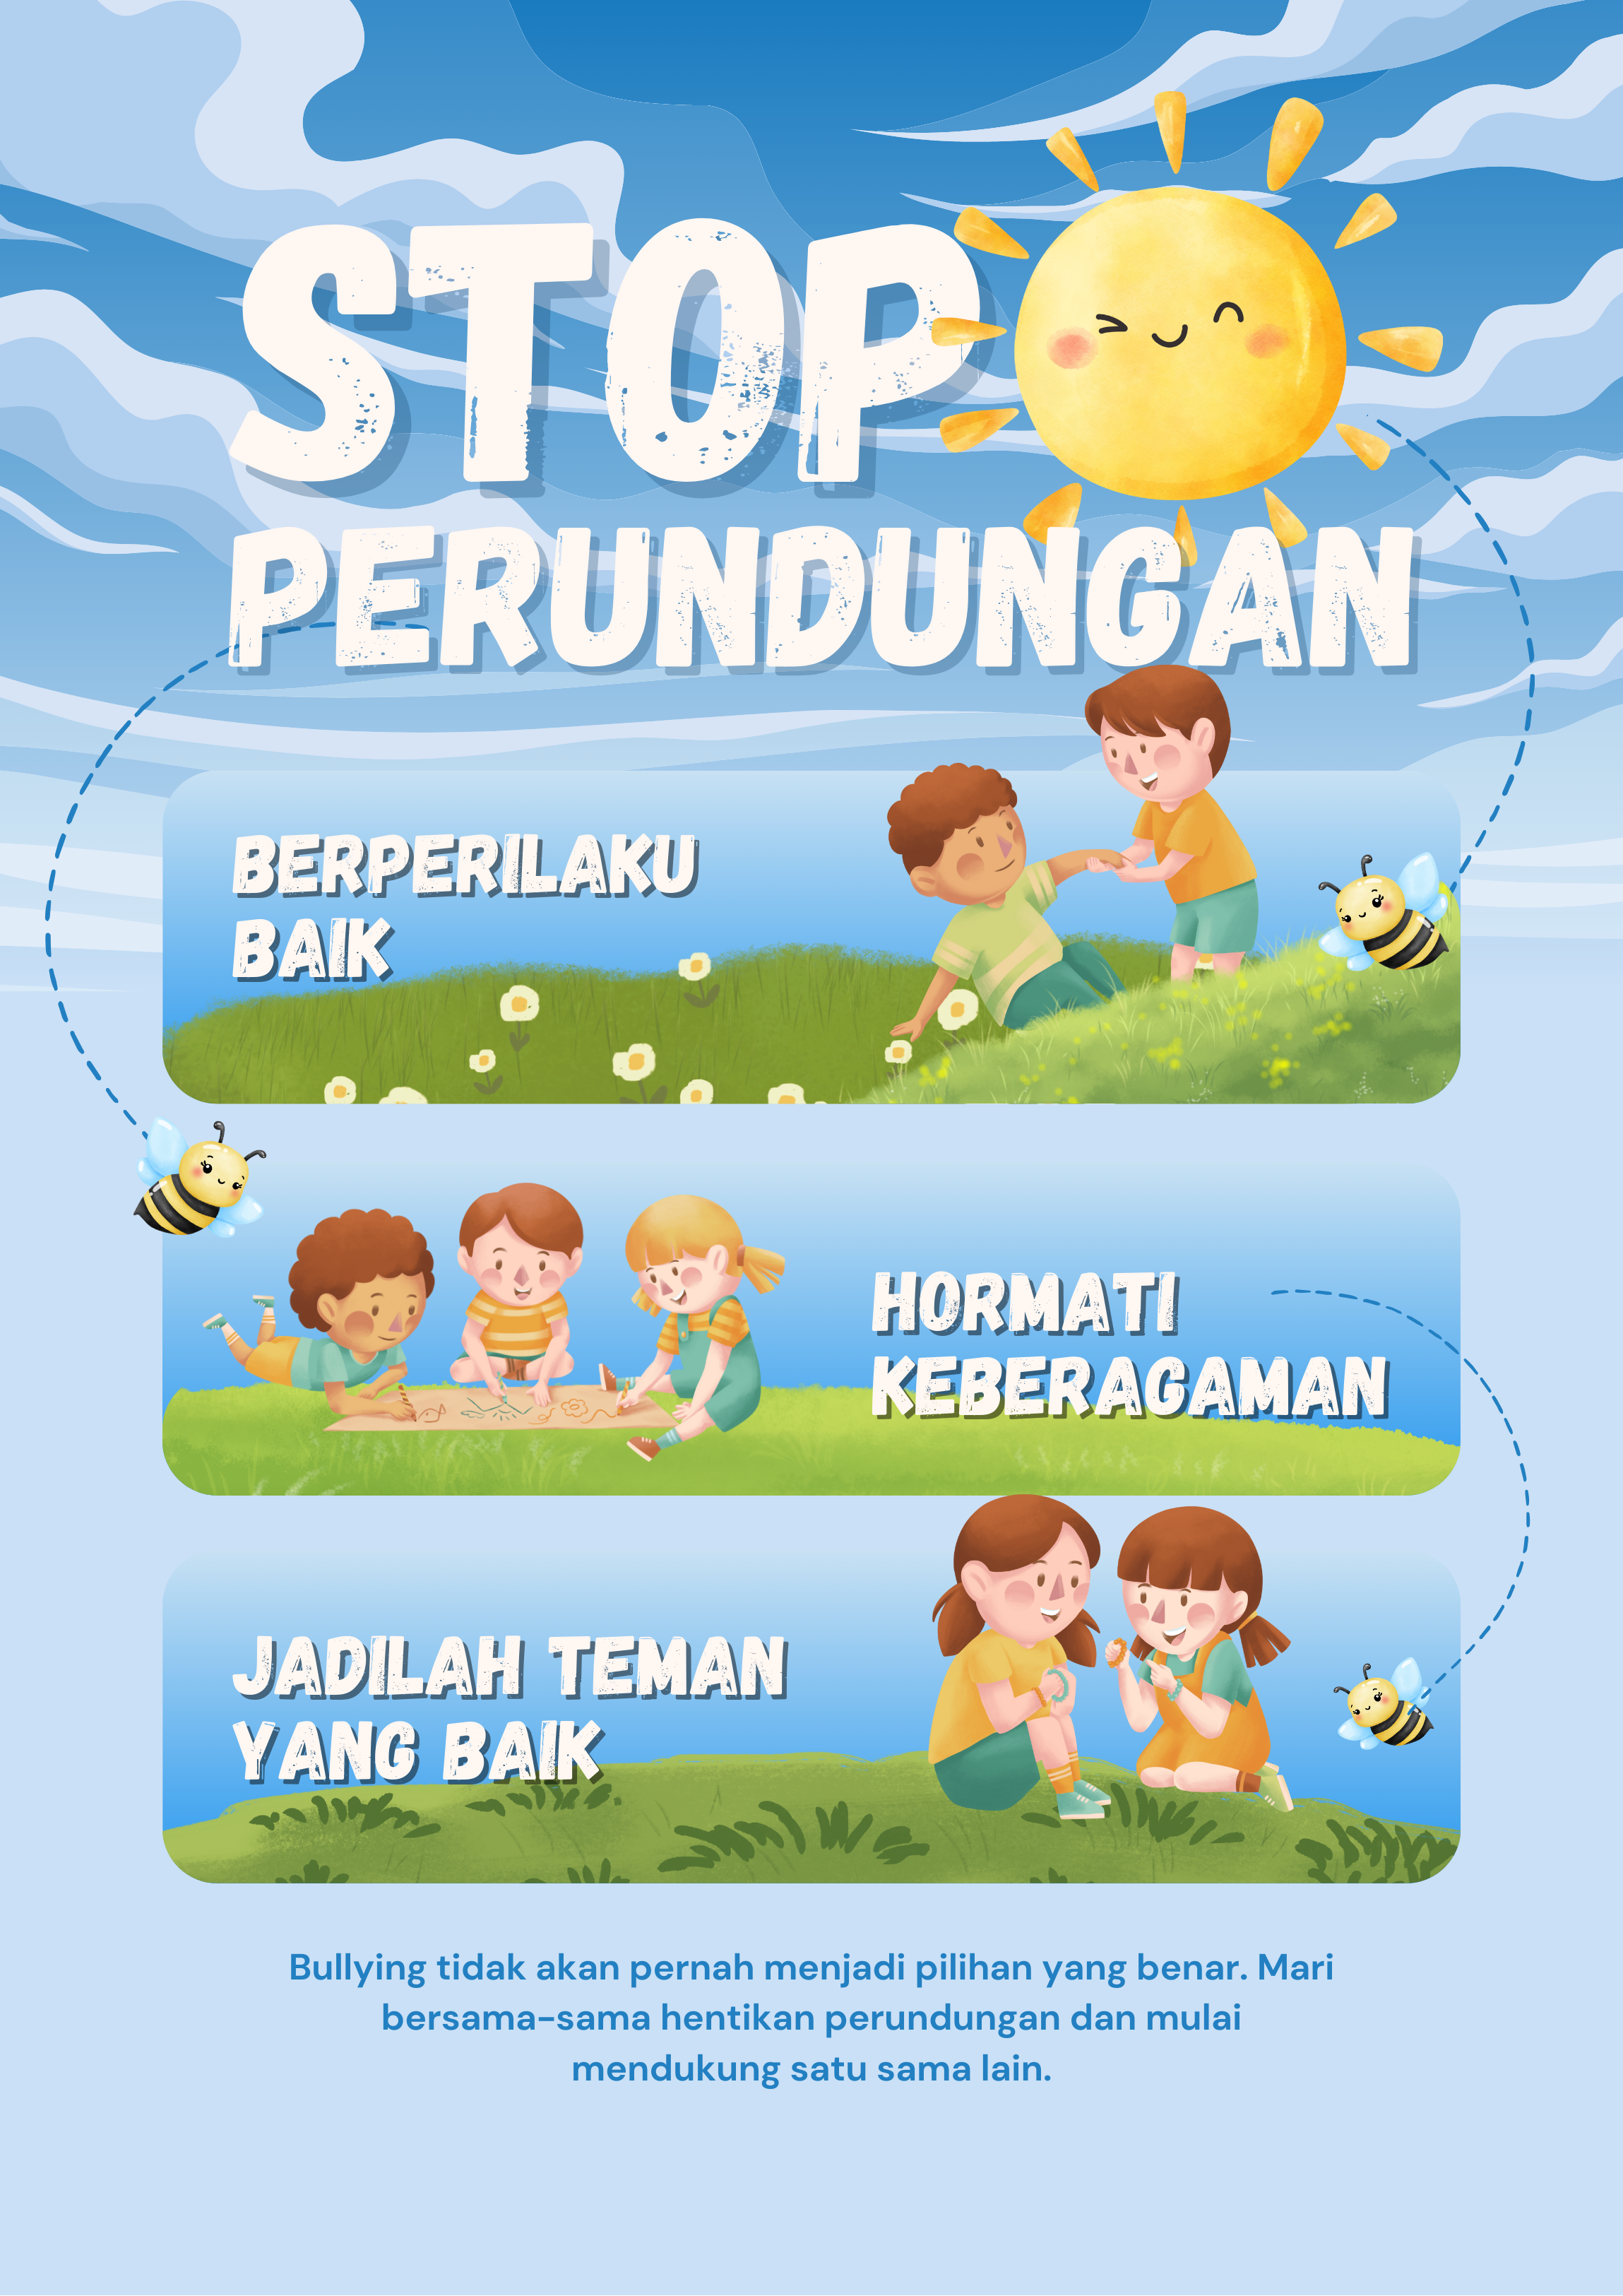 STOP
PERUNDUNGAN
BERPERILAKU
BAIK
HORMATI
KEBERAGAMAN
JADILAH TEMAN
YANG BAIK
Bullying tidak akan pernah menjadi pilihan yang benar. Mari
bersama-sama hentikan perundungan dan mulai
mendukung satu sama lain.